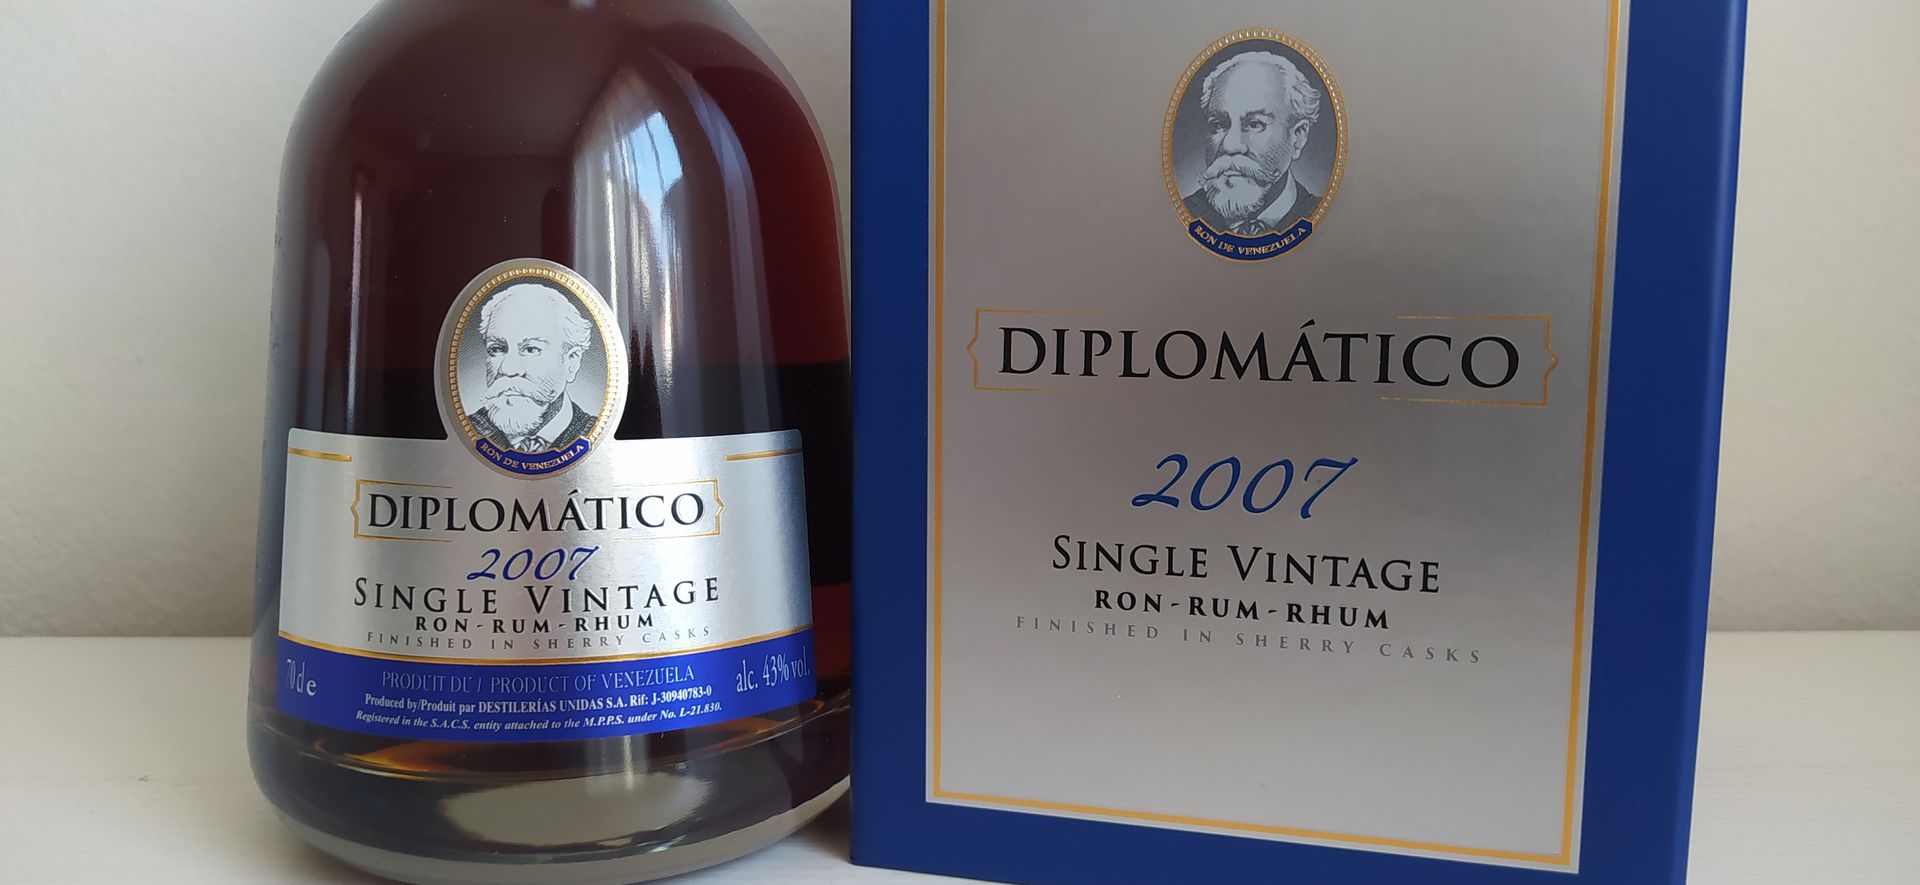 RON DE VENEZUELA
DIPLOMÁTICO
2007
SINGLE VINTAGE
RON-RUM-RHUM
FINISHED IN SHERRY CASKS
70cl e
PRODUIT DU / PRODUCT OF VENEZUELA
alc. 43% vol.
Produced by/Produit par DESTILERÍAS UNIDAS S.A. Rif: J-30940783-0
Registered in the S.A.C.S. entity attached to the M.P.P.S. under No. L-21.830.
RON DE VENEZUELA
DIPLOMÁTICO
2007
SINGLE VINTAGE
RON-RUM-RHUM
FINISHED IN SHERRY CASKS